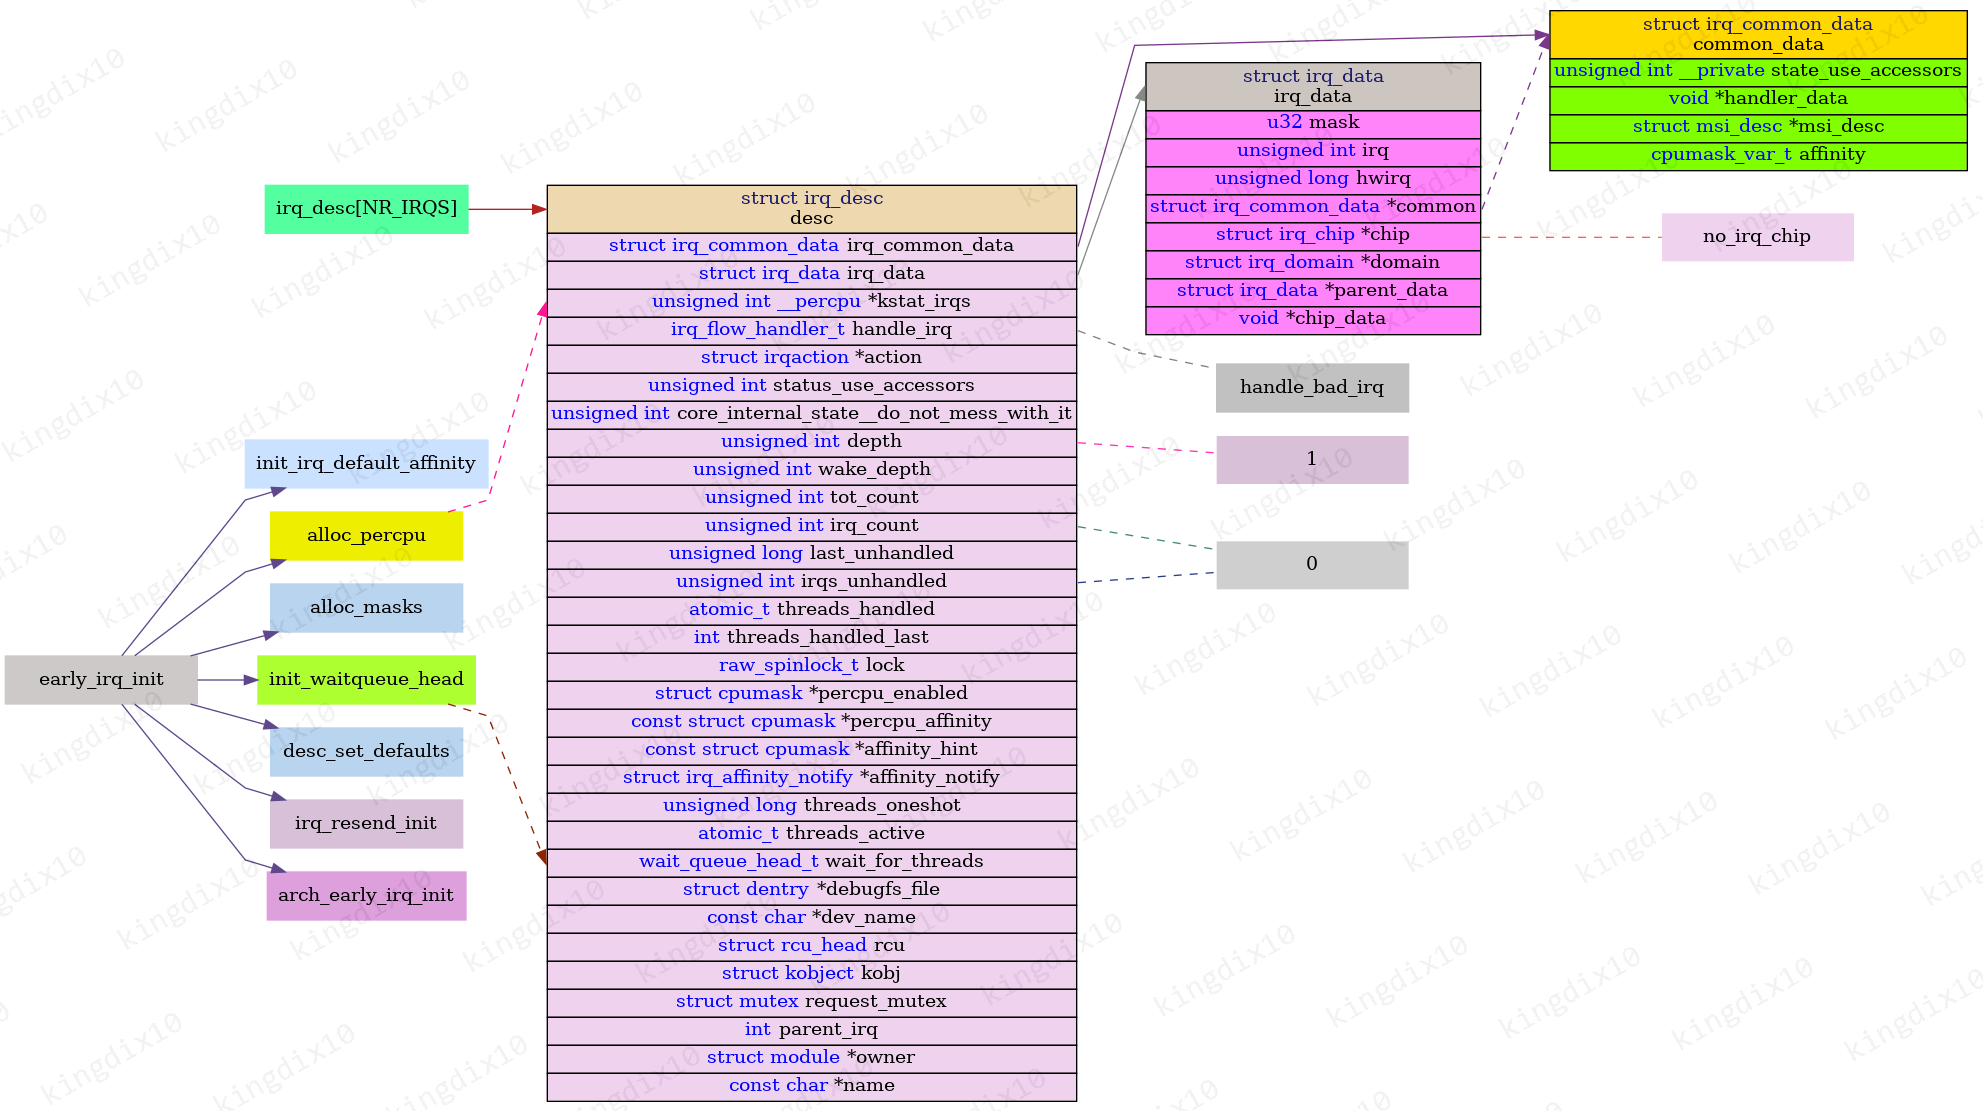 irq_desc[NR_IRQS]
init_irq_default_affinity
alloc_percpu
alloc_masks
early_irq_init
init_waitqueue_head
desc_set_defaults
irq_resend_init
arch_early_irq_init
struct irq_desc
desc
struct irq_common_data irq_common_data
struct irq_data irq_data
unsigned int __percpu *kstat_irqs
irq_flow_handler_t handle_irq
struct irqaction *action
unsigned int status_use_accessors
unsigned int core_internal_state__do_not_mess_with_it
unsigned int depth
unsigned int wake_depth
unsigned int tot_count
unsigned int irq_count
unsigned long last_unhandled
unsigned int irqs_unhandled
atomic_t threads_handled
int threads_handled_last
raw_spinlock_t lock
struct cpumask *percpu_enabled
const struct cpumask *percpu_affinity
const struct cpumask *affinity_hint
struct irq_affinity_notify *affinity_notify
unsigned long threads_oneshot
atomic_t threads_active
wait_queue_head_t wait_for_threads
struct dentry *debugfs_file
const char *dev_name
struct rcu_head rcu
struct kobject kobj
struct mutex request_mutex
int parent_irq
struct module *owner
const char *name
struct irq_data
irq_data
u32 mask
unsigned int irq
unsigned long hwirq
struct irq_common_data *common
struct irq_chip *chip
struct irq_domain *domain
struct irq_data *parent_data
void *chip_data
handle_bad_irq
1
0
struct irq_common_data
common_data
unsigned int __private state_use_accessors
void *handler_data
struct msi_desc *msi_desc
cpumask_var_t affinity
no_irq_chip
kingdix10